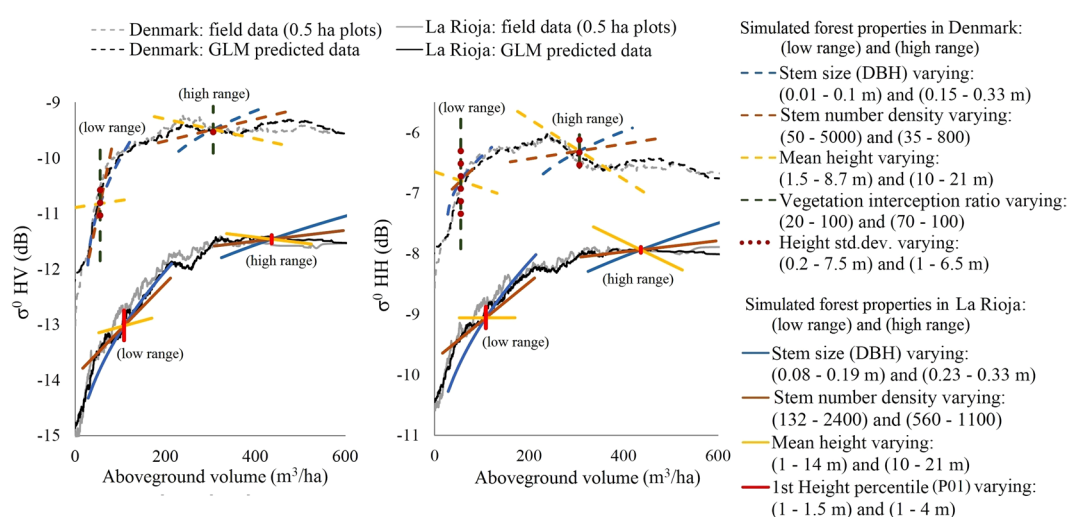 Denmark: field data (0.5 ha plots)
Denmark: GLM predicted data
La Rioja: field data (0.5 ha plots)
La Rioja: GLM predicted data
σ⁰ HV (dB)
-9
-10
-11
-12
-13
-14
-15
(low range)
(high range)
(high range)
(low range)
0
200
400
600
Aboveground volume (m³/ha)
σ⁰ HH (dB)
-6
-7
-8
-9
-10
-11
(low range)
(high range)
(high range)
(low range)
0
200
400
600
Aboveground volume (m³/ha)
Simulated forest properties in Denmark:
(low range) and (high range)
Stem size (DBH) varying:
(0.01 - 0.1 m) and (0.15 - 0.33 m)
Stem number density varying:
(50 - 5000) and (35 - 800)
Mean height varying:
(1.5 - 8.7 m) and (10 - 21 m)
Vegetation interception ratio varying:
(20 - 100) and (70 - 100)
Height std.dev. varying:
(0.2 - 7.5 m) and (1 - 6.5 m)
Simulated forest properties in La Rioja:
(low range) and (high range)
Stem size (DBH) varying:
(0.08 - 0.19 m) and (0.23 - 0.33 m)
Stem number density varying:
(132 - 2400) and (560 - 1100)
Mean height varying:
(1 - 14 m) and (10 - 21 m)
1st Height percentile (P01) varying:
(1 - 1.5 m) and (1 - 4 m)